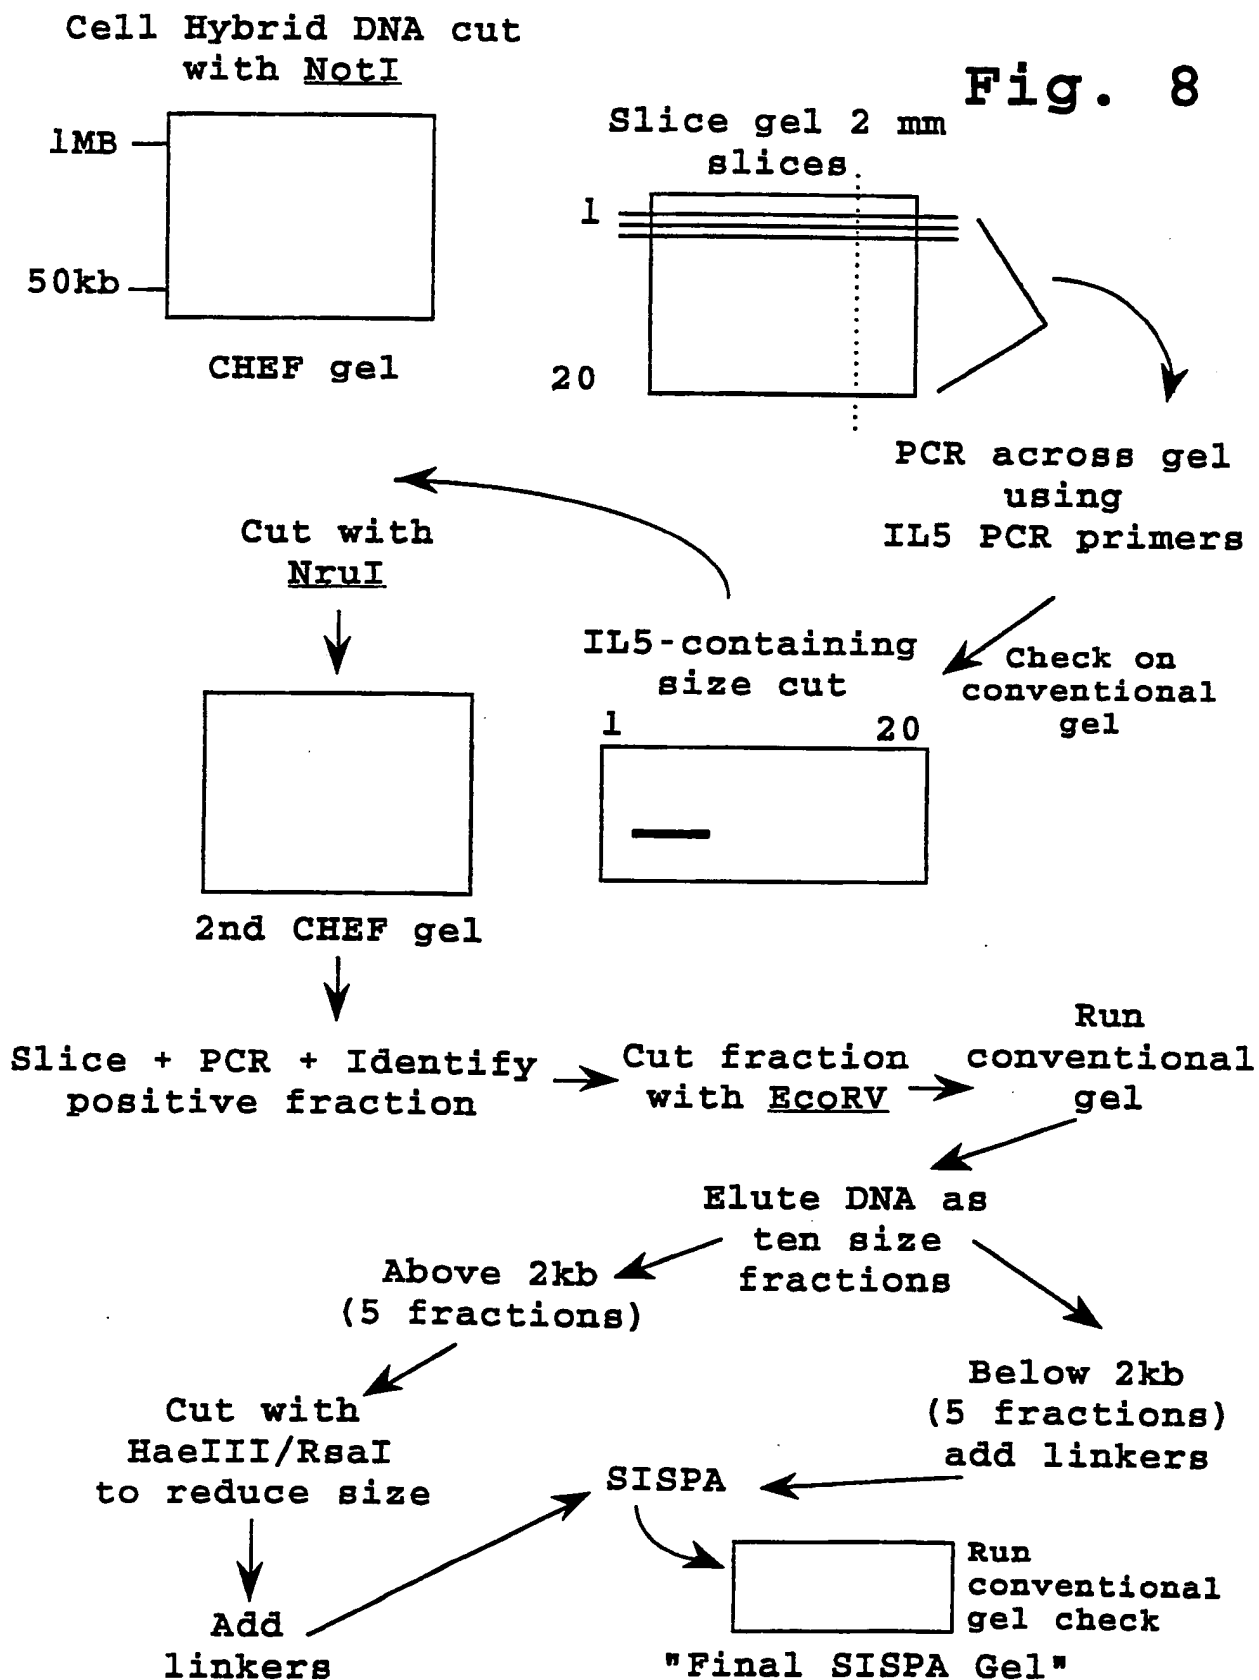 Cell Hybrid DNA cut
with NotI
Fig. 8
1MB
50kb
CHEF gel
Slice gel 2 mm
slices
1
20
PCR across gel
using
IL5 PCR primers
Check on
conventional
gel
IL5-containing
size cut
1 20
Cut with
NruI
2nd CHEF gel
Slice + PCR + Identify
positive fraction
Cut fraction
with EcoRV
Run
conventional
gel
Elute DNA as
ten size
fractions
Above 2kb
(5 fractions)
Cut with
HaeIII/RsaI
to reduce size
Add
linkers
Below 2kb
(5 fractions)
add linkers
SISPA
Run
conventional
gel check
"Final SISPA Gel"